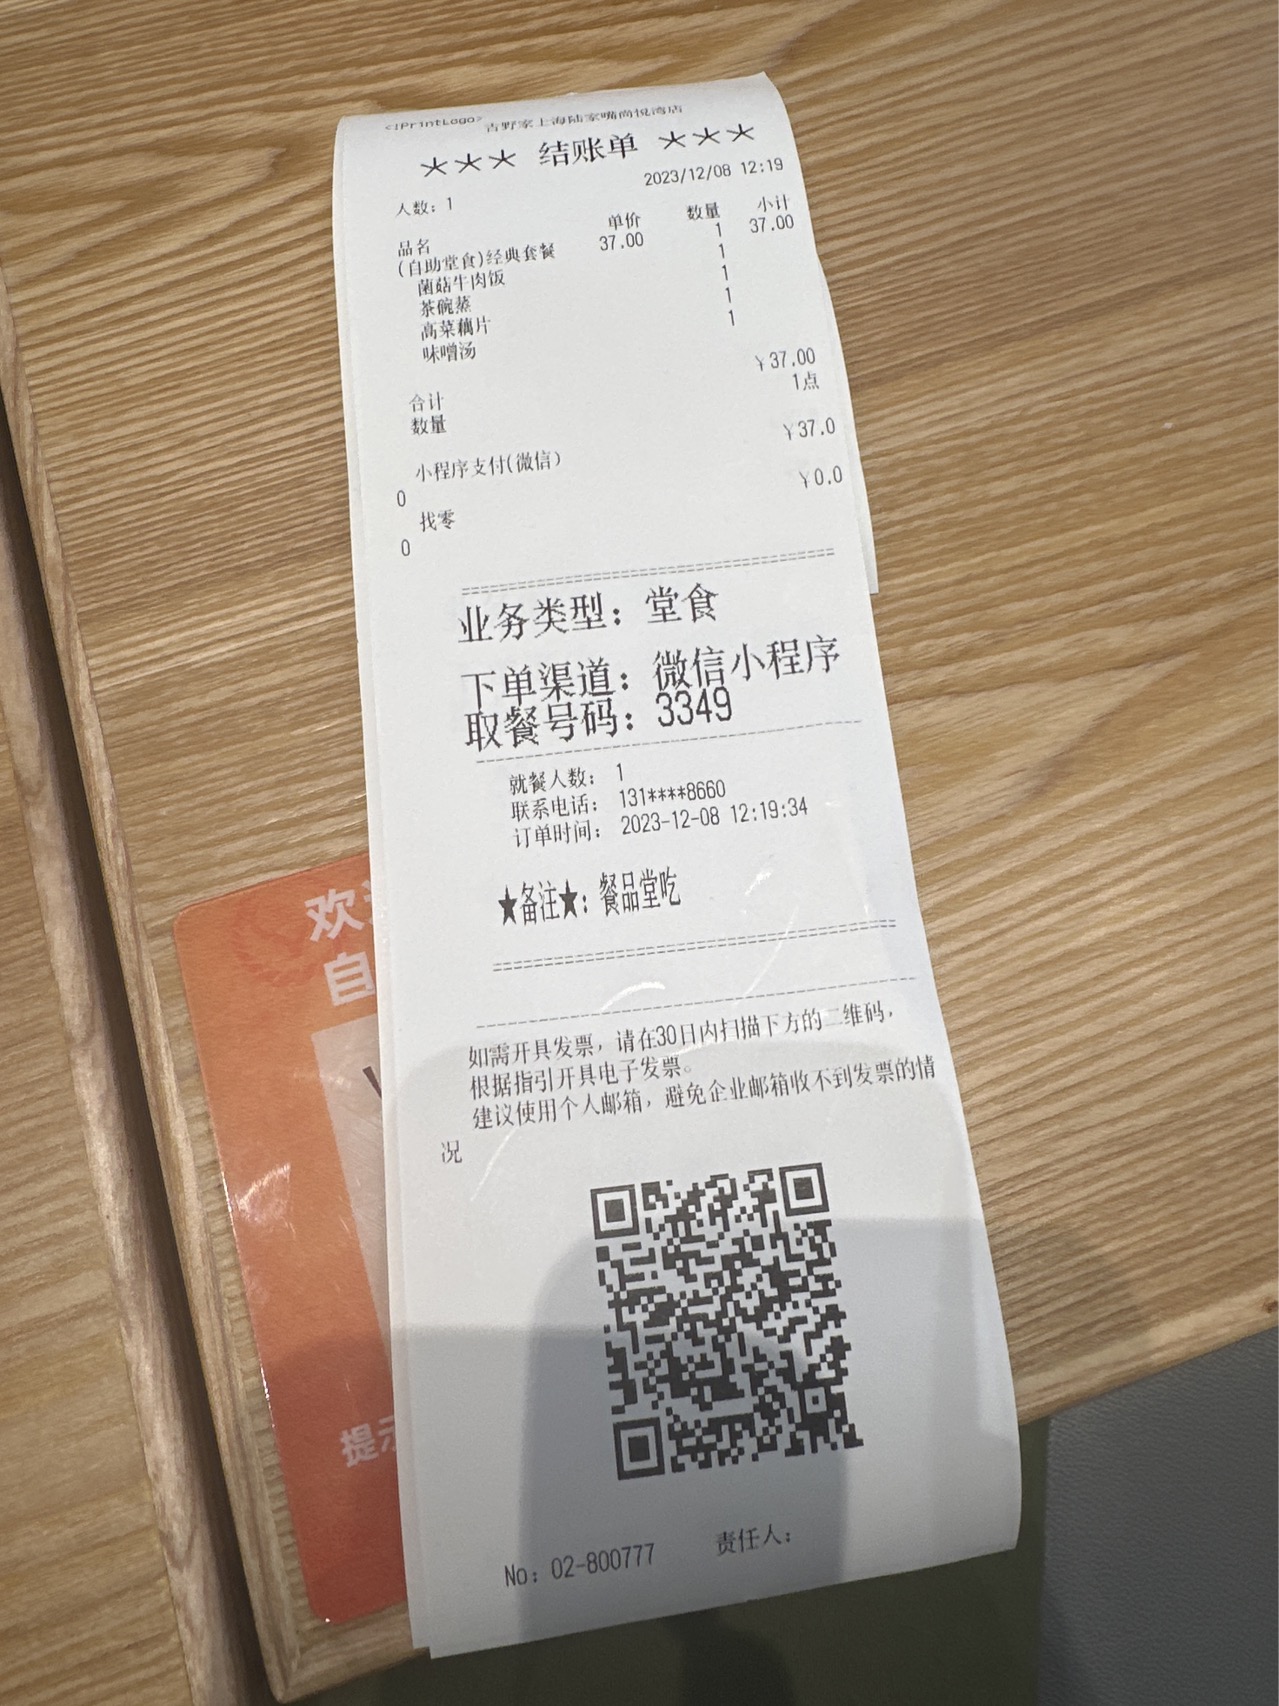 <!PrintLogo> 吉野家上海陆家嘴尚悦湾店
*** 结账单 ***
2023/12/08 12:19
人数：1
品名 单价 数量 小计
(自助堂食)经典套餐 37.00 1 37.00
菌菇牛肉饭 1
茶碗蒸 1
高菜藕片 1
味噌汤 1
合计 ￥37.00
数量 1点
小程序支付(微信) ￥37.0
0
找零 ￥0.0
0
业务类型：堂食
下单渠道：微信小程序
取餐号码：3349
就餐人数：1
联系电话：131****8660
订单时间：2023-12-08 12:19:34
★备注★：餐品堂吃
如需开具发票，请在30日内扫描下方的二维码，
根据指引开具电子发票。
建议使用个人邮箱，避免企业邮箱收不到发票的情
况
No：02-800777 责任人：
欢
自
提示